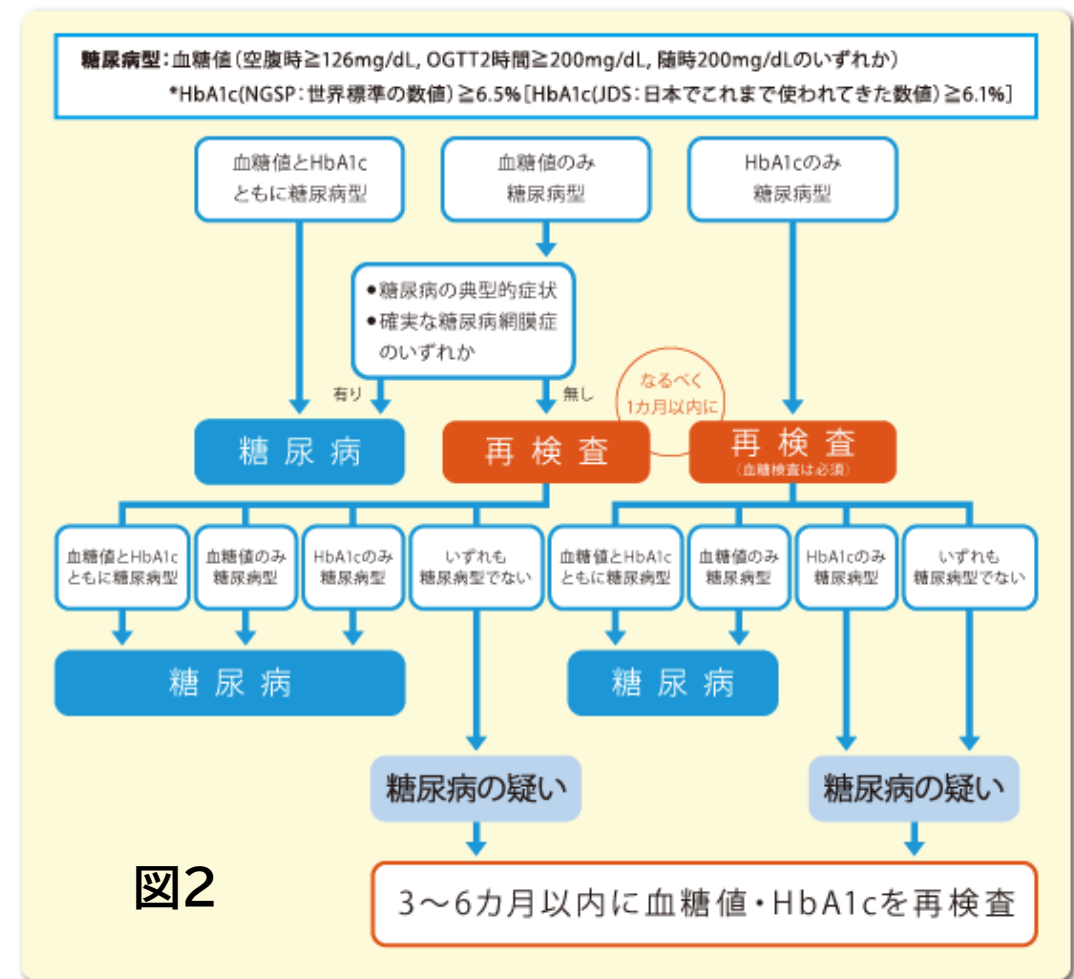 糖尿病型：血糖値（空腹時≧126mg/dL, OGTT2時間≧200mg/dL, 随時200mg/dLのいずれか）
*HbA1c(NGSP：世界標準の数値）≧6.5%［HbA1c(JDS：日本でこれまで使われてきた数値）≧6.1%］
血糖値とHbA1c
ともに糖尿病型
血糖値のみ
糖尿病型
HbA1cのみ
糖尿病型
●糖尿病の典型的症状
●確実な糖尿病網膜症
のいずれか
有り
無し
なるべく
1カ月以内に
糖尿病
再検査
再検査
（血糖検査は必須）
血糖値とHbA1c
ともに糖尿病型
血糖値のみ
糖尿病型
HbA1cのみ
糖尿病型
いずれも
糖尿病型でない
血糖値とHbA1c
ともに糖尿病型
血糖値のみ
糖尿病型
HbA1cのみ
糖尿病型
いずれも
糖尿病型でない
糖尿病
糖尿病
糖尿病の疑い
糖尿病の疑い
図2
3～6カ月以内に血糖値・HbA1cを再検査